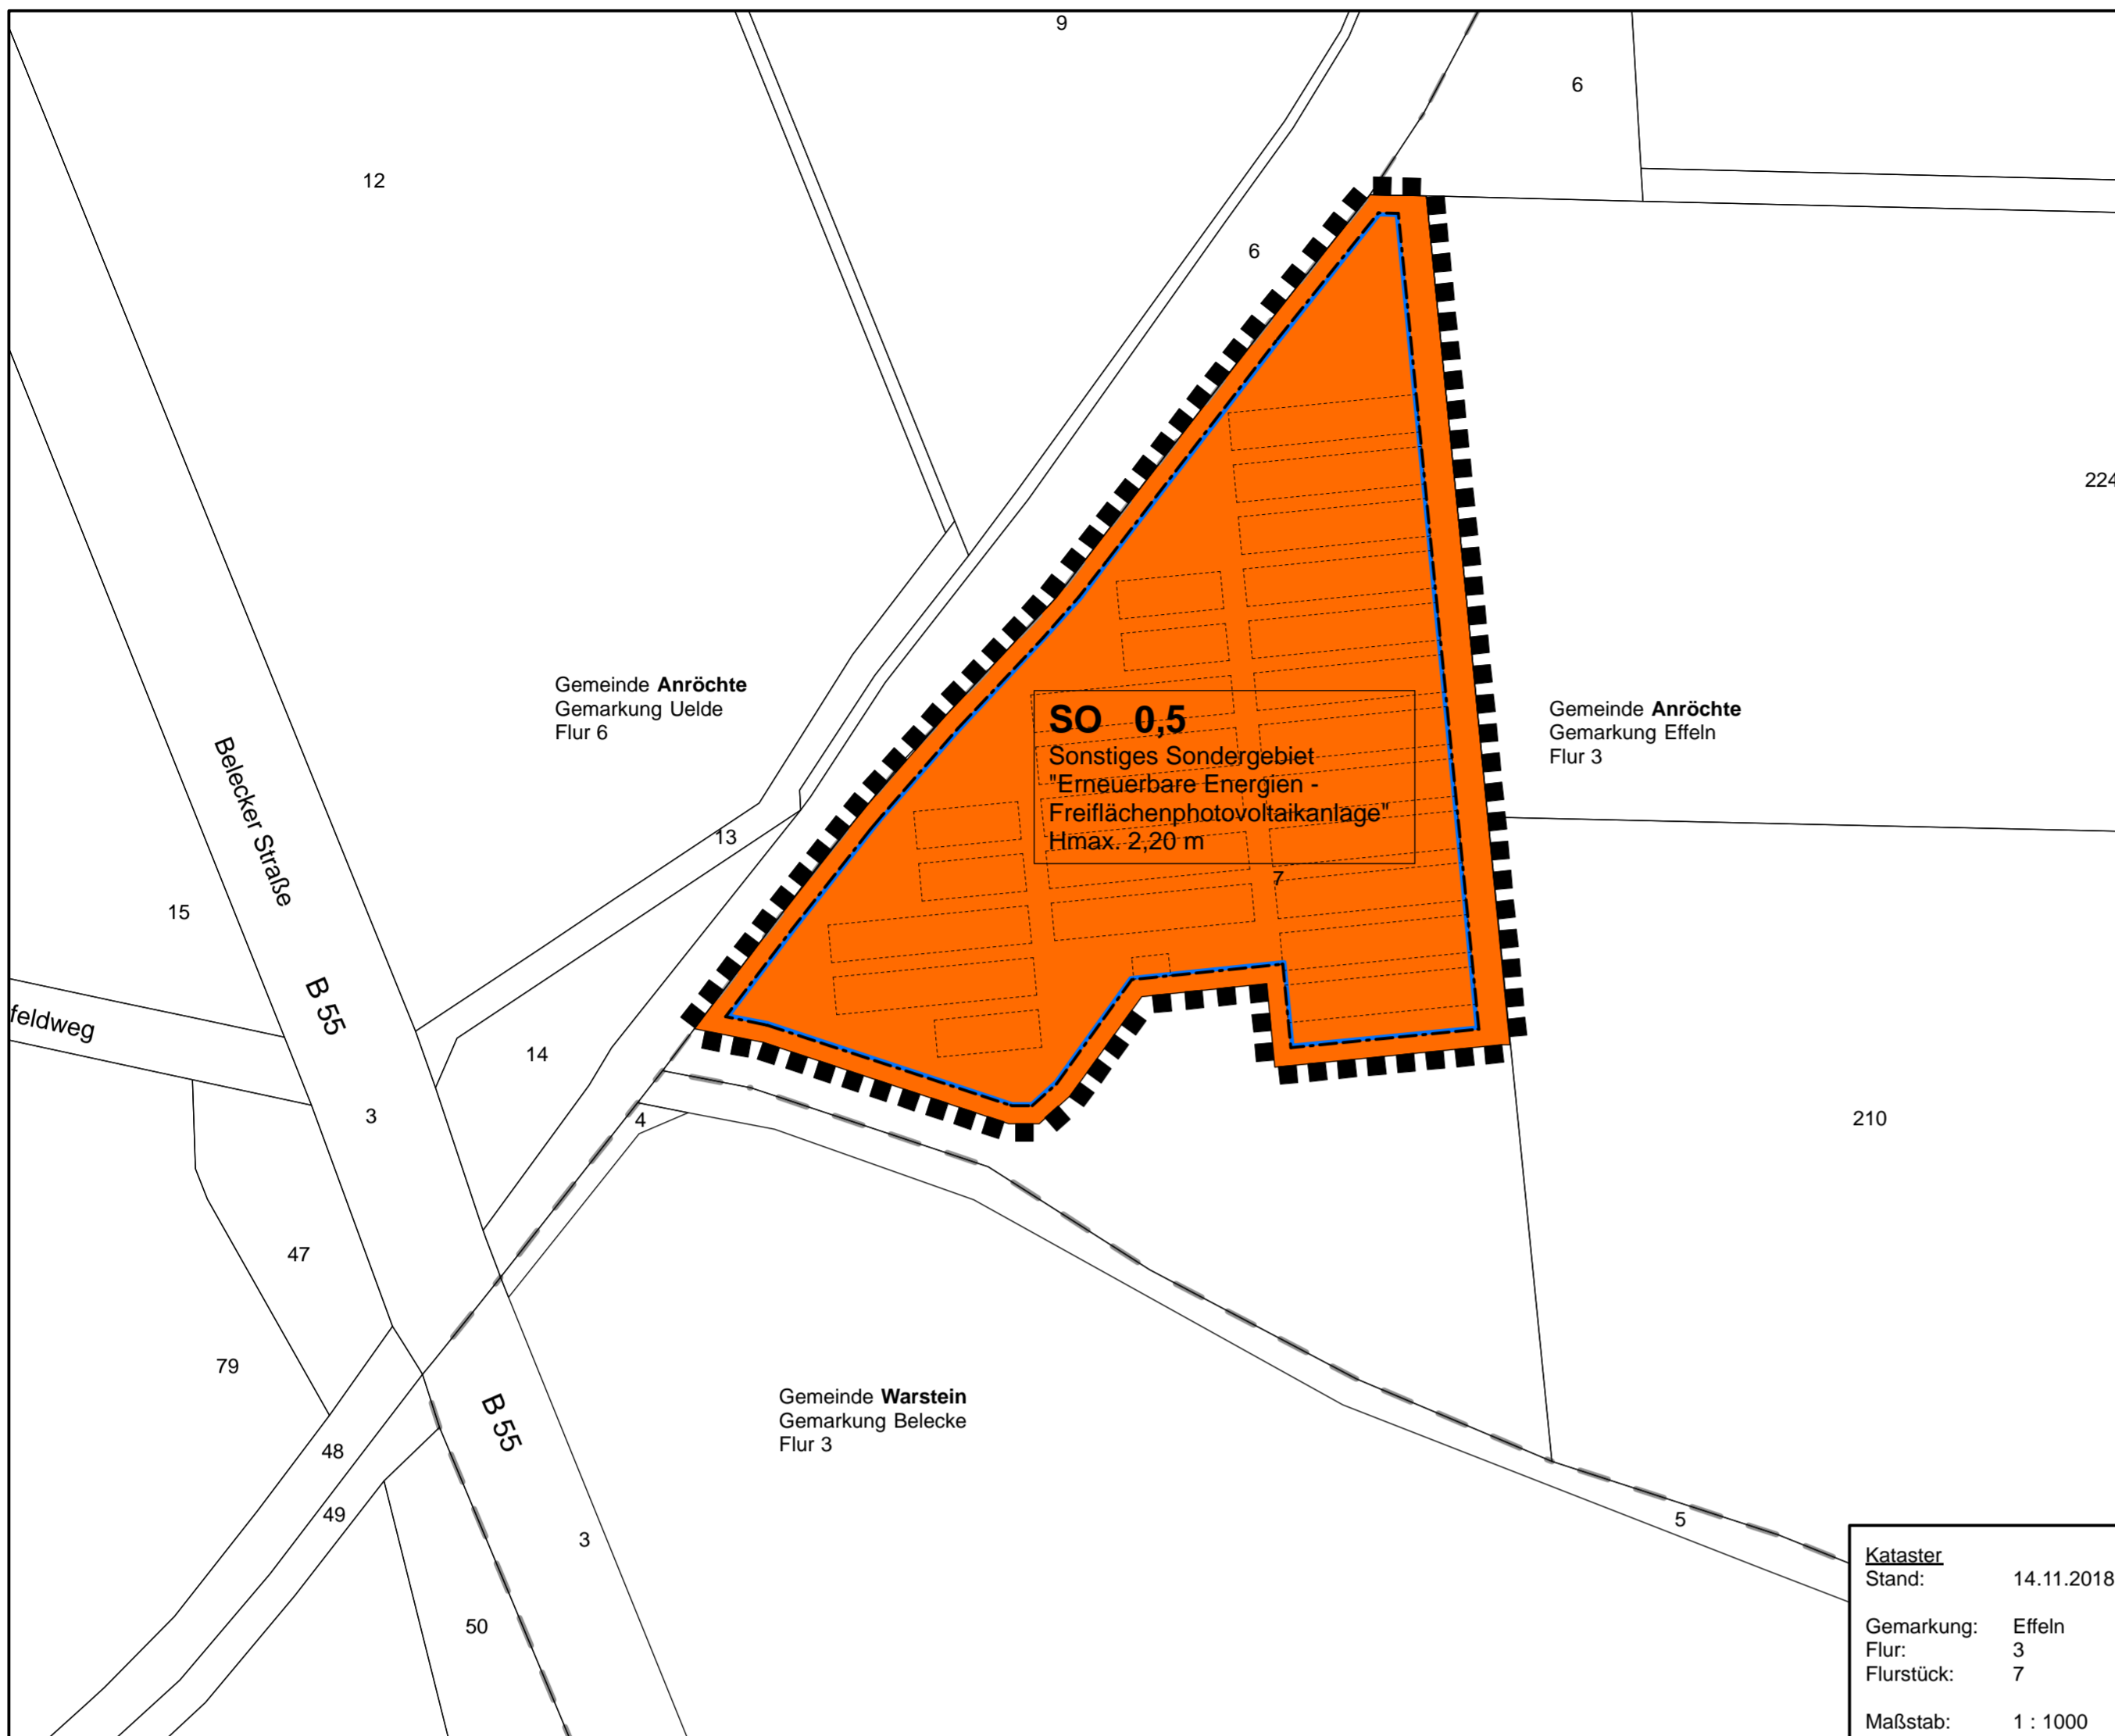 9
6
12
6
224
Gemeinde Anröchte
Gemarkung Uelde
Flur 6
Gemeinde Anröchte
Gemarkung Effeln
Flur 3
SO 0,5
Sonstiges Sondergebiet
"Erneuerbare Energien -
Freiflächenphotovoltaikanlage"
Hmax. 2,20 m
7
Belecker Straße
13
15
B 55
feldweg
14
3
4
210
47
79
Gemeinde Warstein
Gemarkung Belecke
Flur 3
B 55
48
49
3
5
50
Kataster
Stand: 14.11.2018
Gemarkung: Effeln
Flur: 3
Flurstück: 7
Maßstab: 1 : 1000